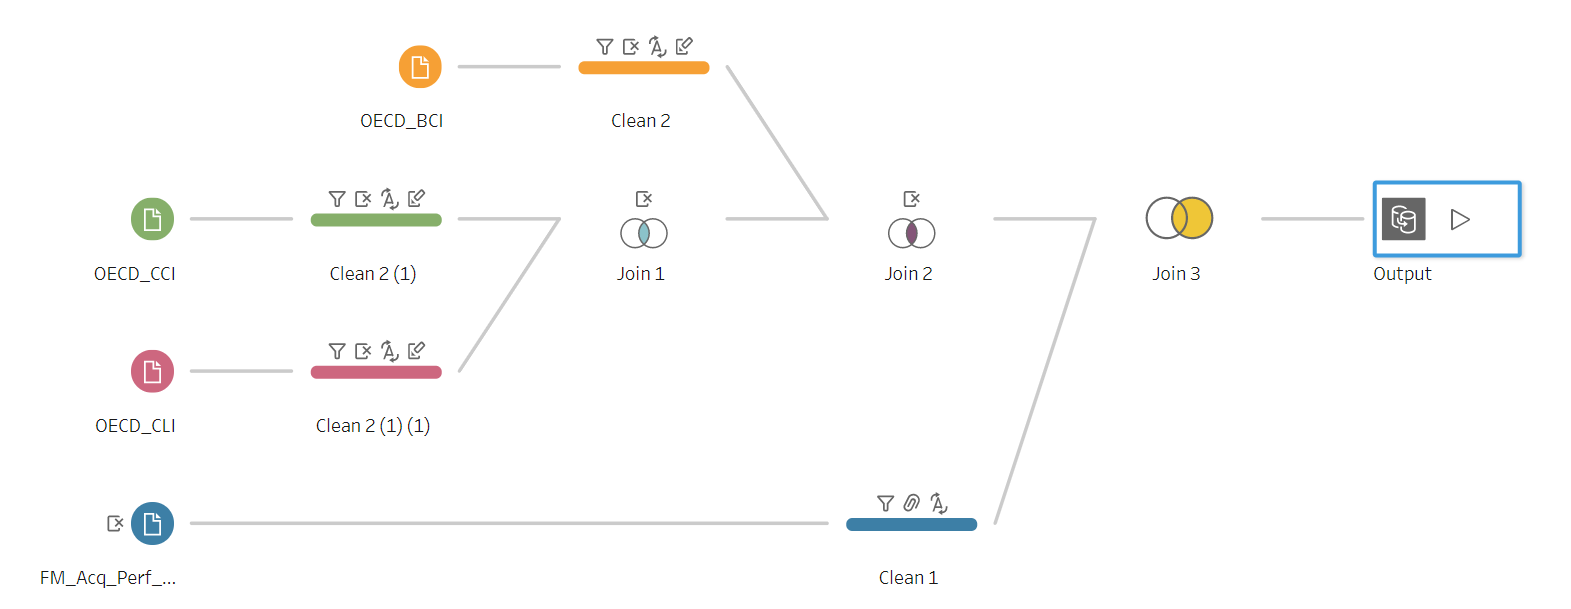 OECD_BCI
Clean 2
OECD_CCI
Clean 2 (1)
Join 1
Join 2
Join 3
Output
OECD_CLI
Clean 2 (1) (1)
FM_Acq_Perf_...
Clean 1